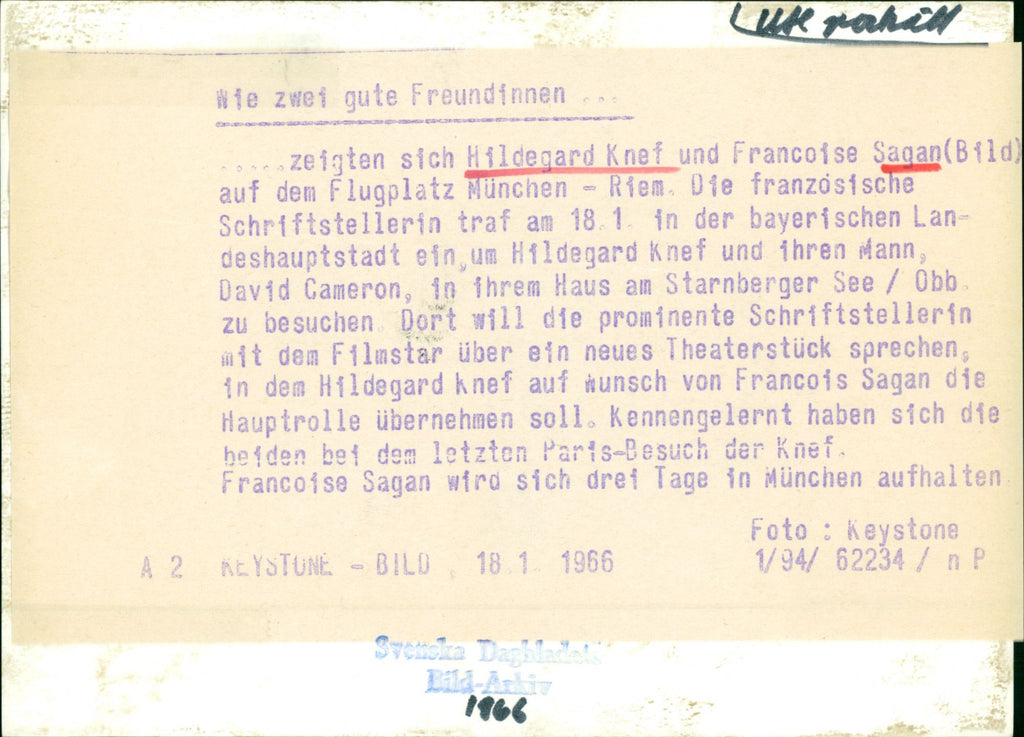 Wie zwei gute Freundinnen ...
.....zeigten sich Hildegard Knef und Francoise Sagan(Bild)
auf dem Flugplatz München - Riem. Die französische
Schriftstellerin traf am 18.1. in der bayerischen Lan-
deshauptstadt ein,um Hildegard Knef und ihren Mann,
David Cameron, in ihrem Haus am Starnberger See / Obb.
zu besuchen. Dort will die prominente Schriftstellerin
mit dem Filmstar über ein neues Theaterstück sprechen,
in dem Hildegard Knef auf Wunsch von Francois Sagan die
Hauptrolle übernehmen soll. Kennengelernt haben sich die
beiden bei dem letzten Paris-Besuch der Knef.
Francoise Sagan wird sich drei Tage in München aufhalten
Foto : Keystone
A 2 KEYSTONE - BILD 18.1. 1966 1/94/ 62234 / n P
Svenska Dagbladets
Bild-Arkiv
1966